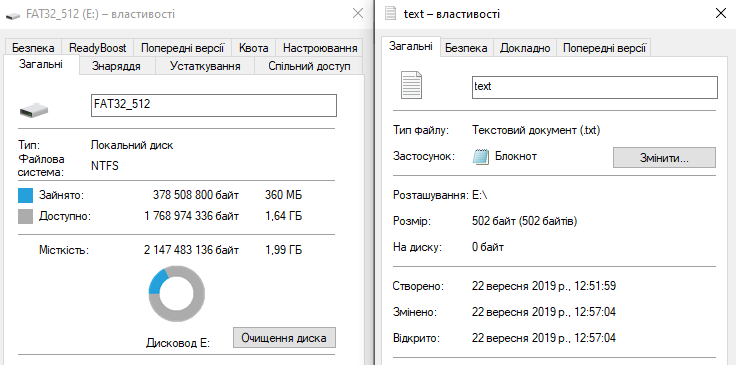 FAT32_512 (E:) – властивості
Безпека ReadyBoost Попередні версії Квота Настроювання
Загальні Знаряддя Устаткування Спільний доступ
FAT32_512
Тип: Локальний диск
Файлова
система: NTFS
Зайнято: 378 508 800 байт 360 МБ
Доступно: 1 768 974 336 байт 1,64 ГБ
Місткість: 2 147 483 136 байт 1,99 ГБ
Дисковод E: Очищення диска
text – властивості
Загальні Безпека Докладно Попередні версії
text
Тип файлу: Текстовий документ (.txt)
Застосунок: Блокнот Змінити...
Розташування: E:\
Розмір: 502 байт (502 байтів)
На диску: 0 байт
Створено: 22 вересня 2019 р., 12:51:59
Змінено: 22 вересня 2019 р., 12:57:04
Відкрито: 22 вересня 2019 р., 12:57:04